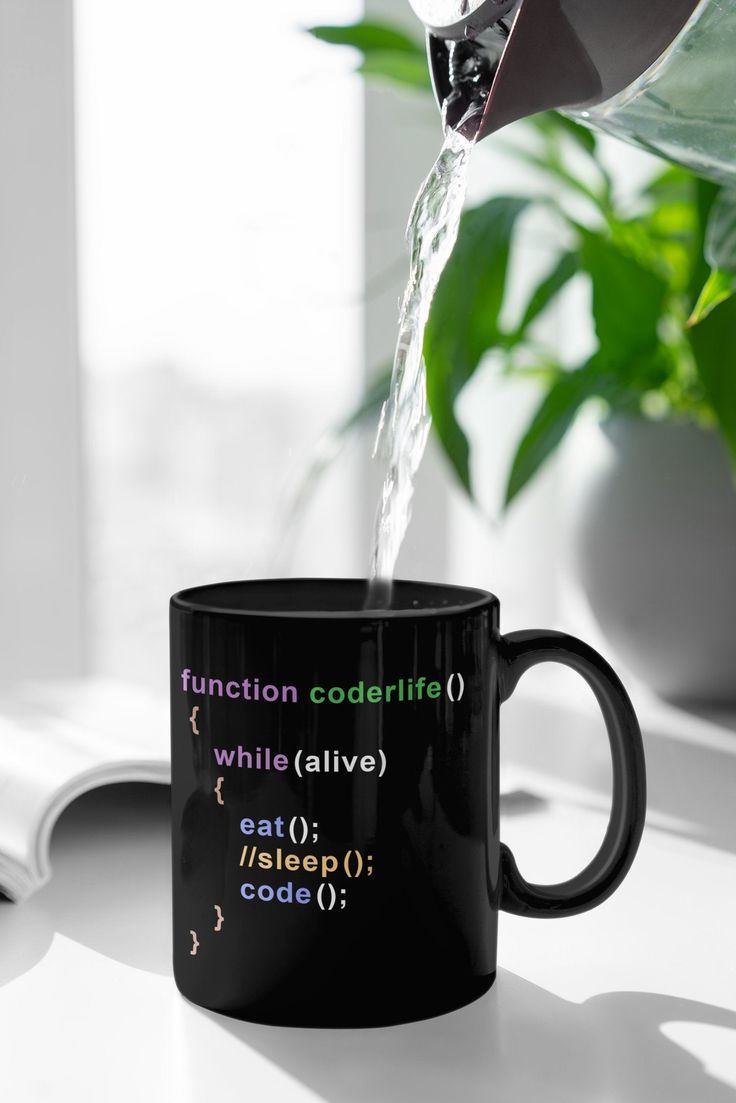 function coderlife()
{
while(alive)
{
eat();
//sleep();
code();
}
}